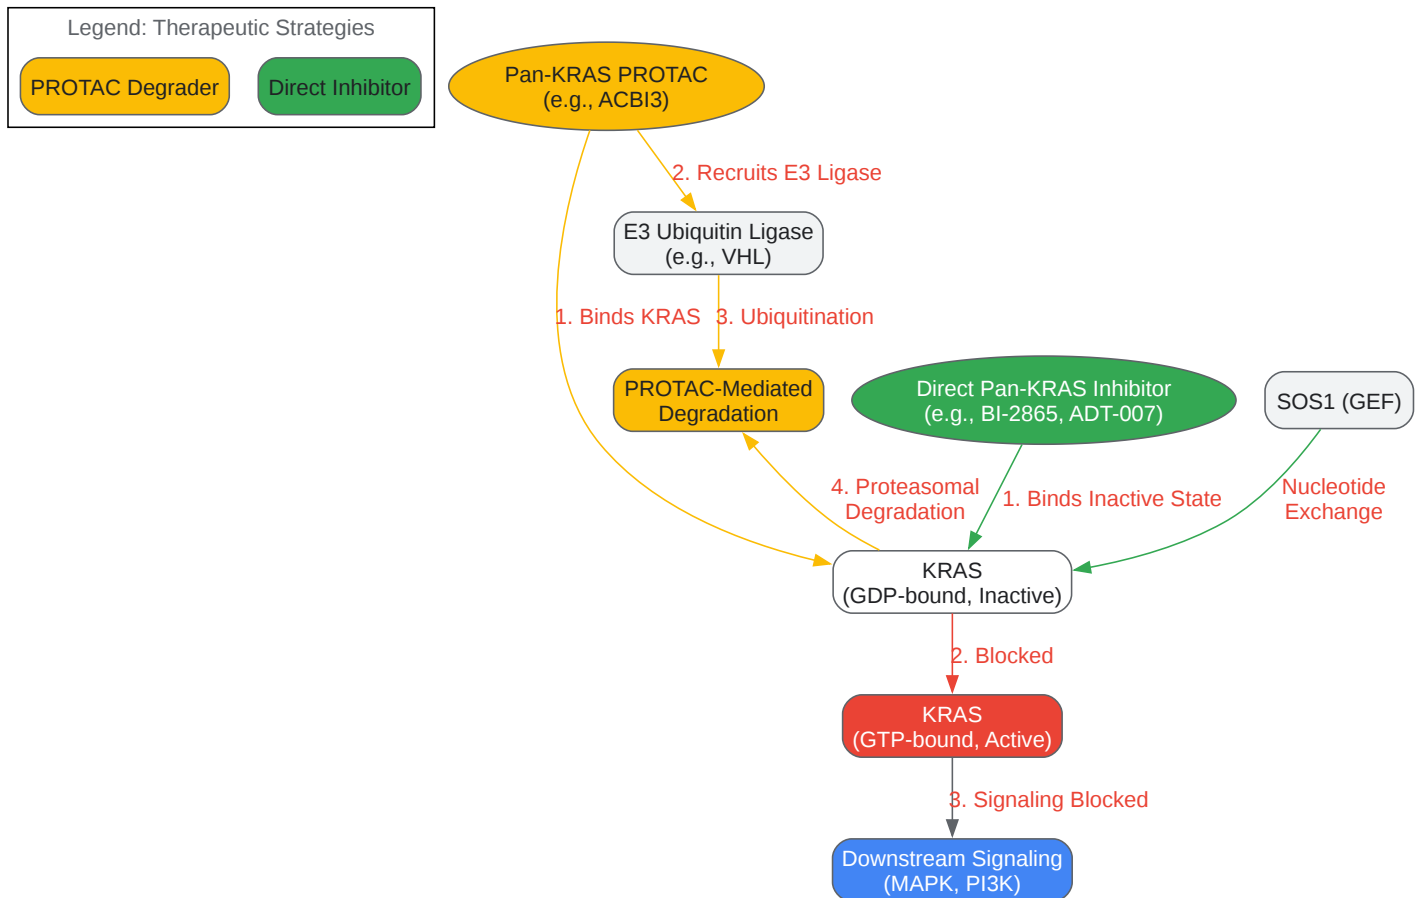 Legend: Therapeutic Strategies
PROTAC Degrader
Direct Inhibitor
Pan-KRAS PROTAC
(e.g., ACBI3)
2. Recruits E3 Ligase
E3 Ubiquitin Ligase
(e.g., VHL)
1. Binds KRAS
3. Ubiquitination
PROTAC-Mediated
Degradation
Direct Pan-KRAS Inhibitor
(e.g., BI-2865, ADT-007)
SOS1 (GEF)
4. Proteasomal
Degradation
1. Binds Inactive State
Nucleotide
Exchange
KRAS
(GDP-bound, Inactive)
2. Blocked
KRAS
(GTP-bound, Active)
3. Signaling Blocked
Downstream Signaling
(MAPK, PI3K)